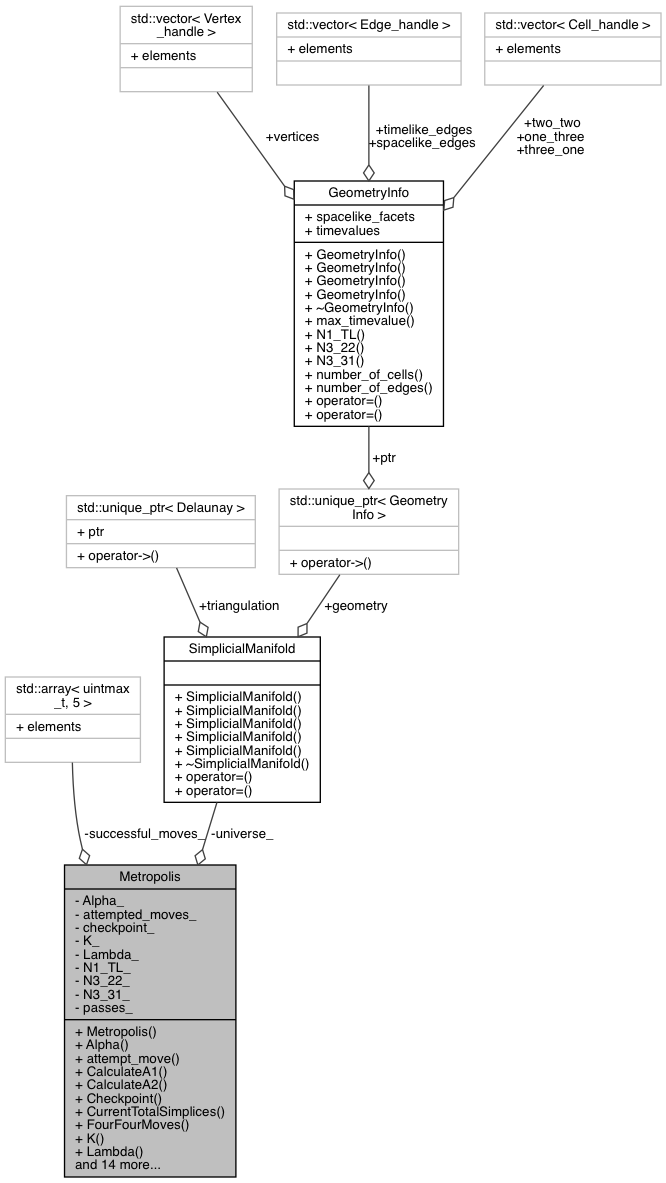 std::vector< Vertex
_handle >
+ elements
std::vector< Edge_handle >
+ elements
std::vector< Cell_handle >
+ elements
+vertices
+timelike_edges
+spacelike_edges
+two_two
+one_three
+three_one
GeometryInfo
+ spacelike_facets
+ timevalues
+ GeometryInfo()
+ GeometryInfo()
+ GeometryInfo()
+ GeometryInfo()
+ ~GeometryInfo()
+ max_timevalue()
+ N1_TL()
+ N3_22()
+ N3_31()
+ number_of_cells()
+ number_of_edges()
+ operator=()
+ operator=()
+ptr
std::unique_ptr< Delaunay >
+ ptr
+ operator->()
std::unique_ptr< Geometry
Info >
+ operator->()
+triangulation
+geometry
SimplicialManifold
+ SimplicialManifold()
+ SimplicialManifold()
+ SimplicialManifold()
+ SimplicialManifold()
+ SimplicialManifold()
+ ~SimplicialManifold()
+ operator=()
+ operator=()
std::array< uintmax
_t, 5 >
+ elements
-successful_moves_
-universe_
Metropolis
- Alpha_
- attempted_moves_
- checkpoint_
- K_
- Lambda_
- N1_TL_
- N3_22_
- N3_31_
- passes_
+ Metropolis()
+ Alpha()
+ attempt_move()
+ CalculateA1()
+ CalculateA2()
+ Checkpoint()
+ CurrentTotalSimplices()
+ FourFourMoves()
+ K()
+ Lambda()
and 14 more...